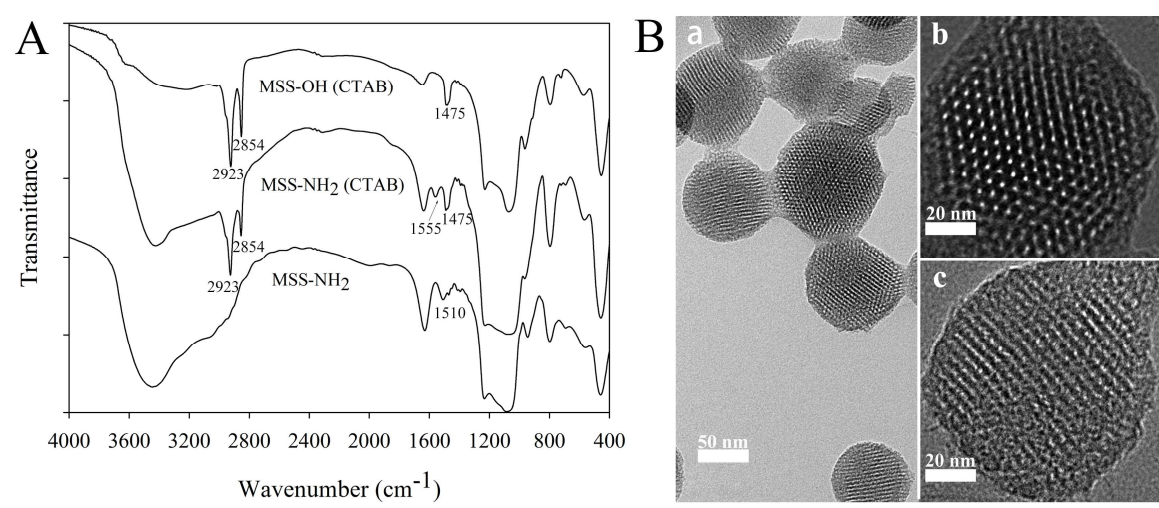 A
MSS-OH (CTAB)
1475
2854
2923
MSS-NH2 (CTAB)
1555
1475
2854
2923
MSS-NH2
1510
Transmittance
4000 3600 3200 2800 2400 2000 1600 1200 800 400
Wavenumber (cm-1)
B
a
50 nm
b
20 nm
c
20 nm